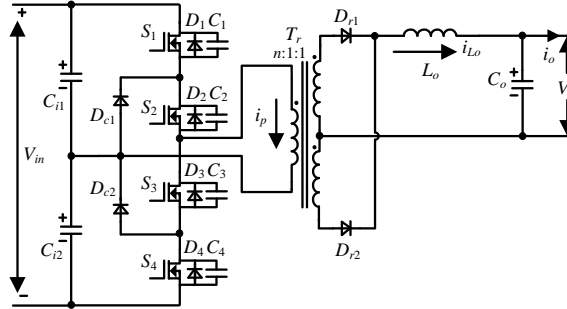 S1
D1 C1
Tr
n:1:1
Dr1
iLo
Lo
io
Co
V
Ci1
Dc1
S2
D2 C2
ip
Vin
Dc2
S3
D3 C3
Ci2
S4
D4 C4
Dr2